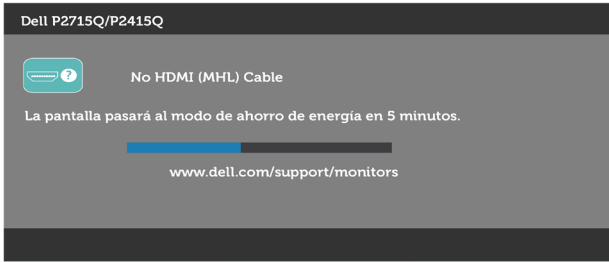 Dell P2715Q/P2415Q
? No HDMI (MHL) Cable
La pantalla pasará al modo de ahorro de energía en 5 minutos.
www.dell.com/support/monitors